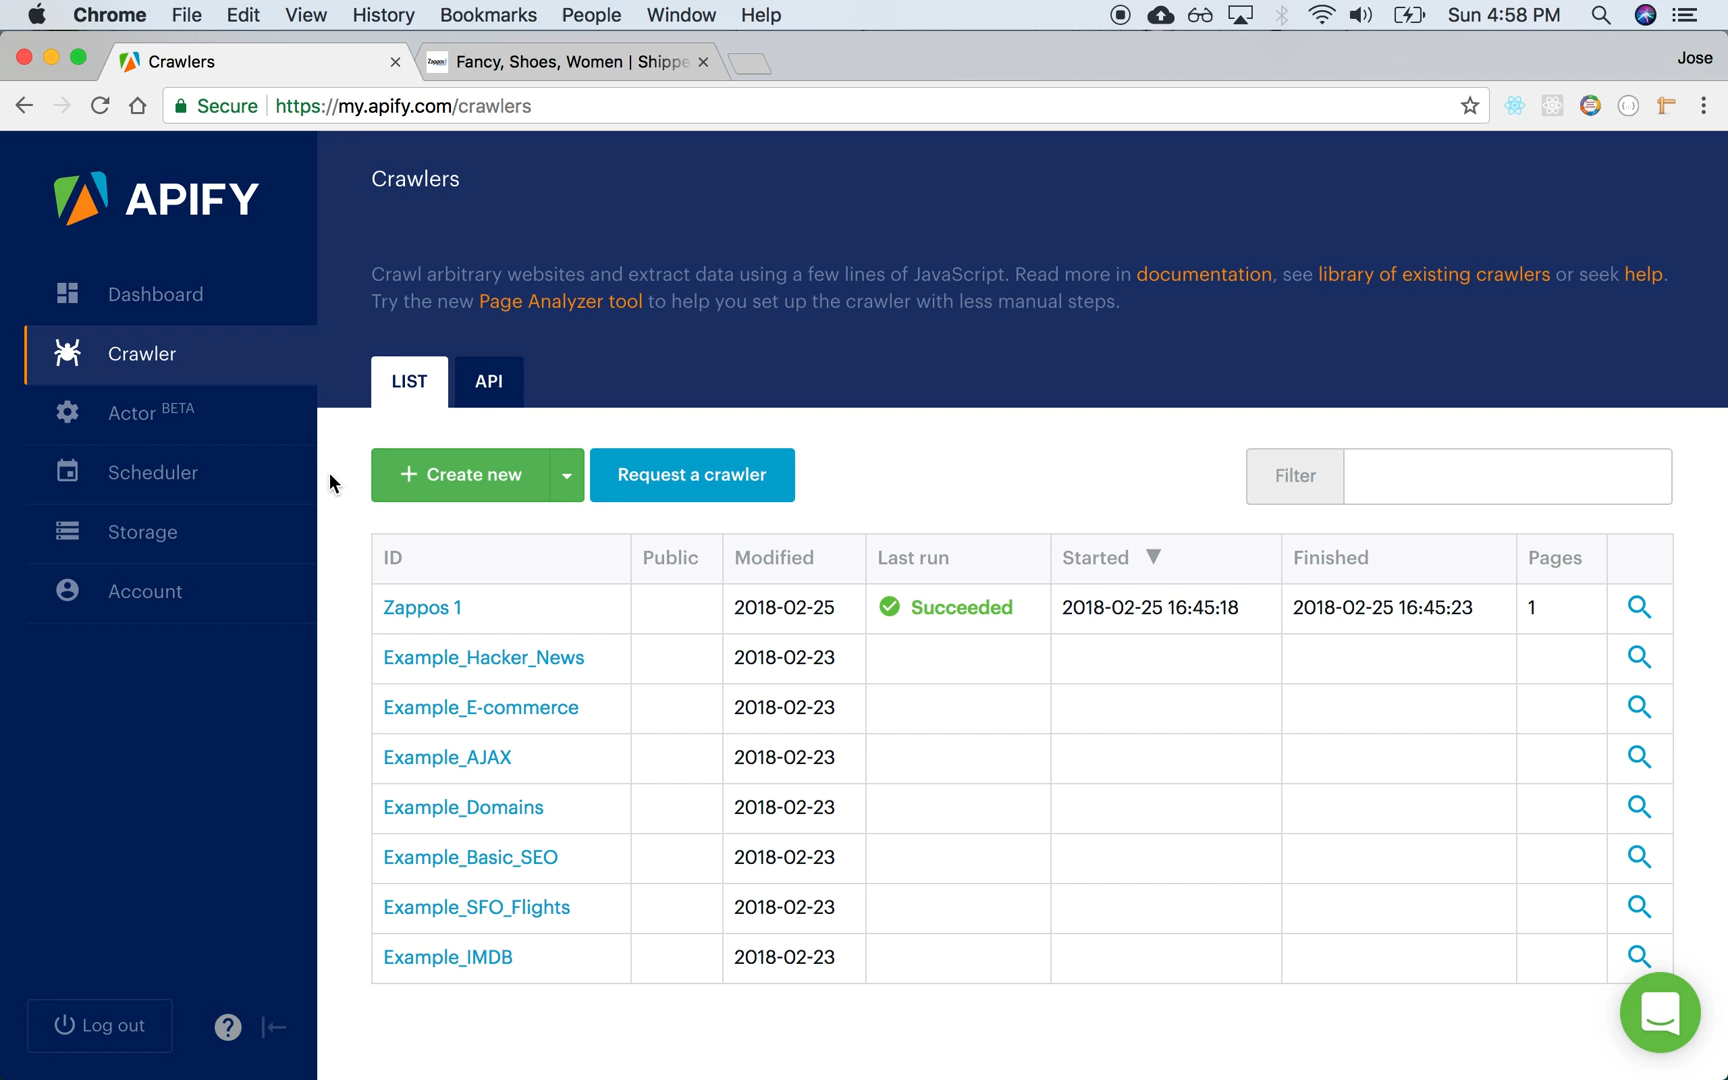 Chrome File Edit View History Bookmarks People Window Help Sun 4:58 PM
Crawlers Zappos! Fancy, Shoes, Women | Shippe Jose
Secure https://my.apify.com/crawlers
APIFY
Dashboard
Crawler
Actor BETA
Scheduler
Storage
Account
Log out ?
Crawlers
Crawl arbitrary websites and extract data using a few lines of JavaScript. Read more in documentation, see library of existing crawlers or seek help.
Try the new Page Analyzer tool to help you set up the crawler with less manual steps.
LIST API
+ Create new Request a crawler Filter
ID Public Modified Last run Started ▼ Finished Pages
Zappos 1 2018-02-25 Succeeded 2018-02-25 16:45:18 2018-02-25 16:45:23 1
Example_Hacker_News 2018-02-23
Example_E-commerce 2018-02-23
Example_AJAX 2018-02-23
Example_Domains 2018-02-23
Example_Basic_SEO 2018-02-23
Example_SFO_Flights 2018-02-23
Example_IMDB 2018-02-23